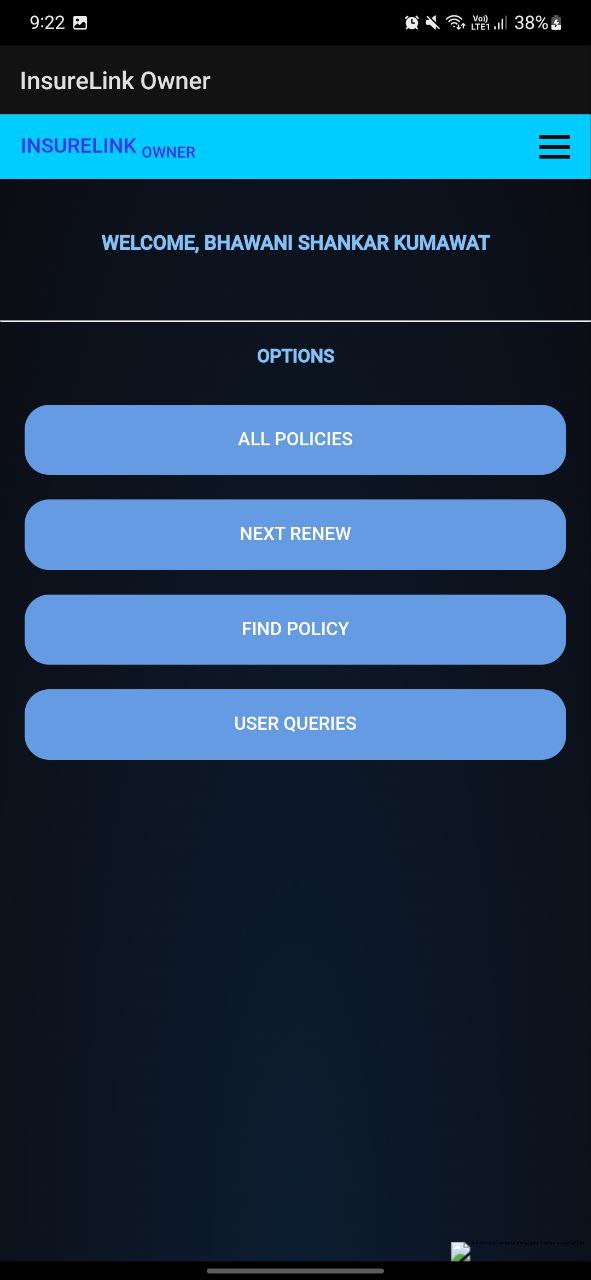 9:22
Vo)) LTE1 38%
InsureLink Owner
INSURELINK OWNER
WELCOME, BHAWANI SHANKAR KUMAWAT
OPTIONS
ALL POLICIES
NEXT RENEW
FIND POLICY
USER QUERIES